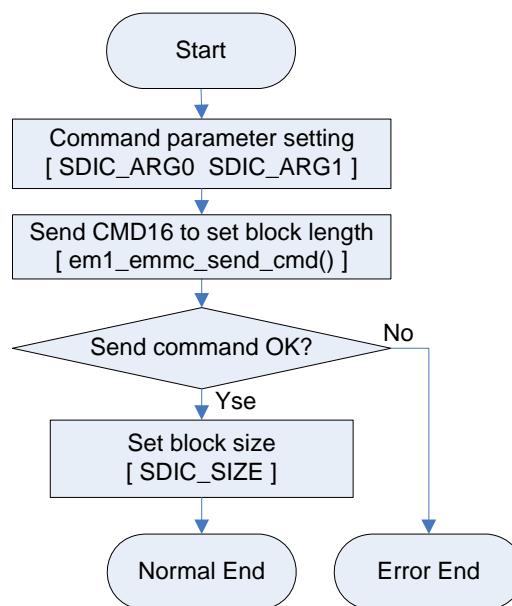 Start
Command parameter setting
[ SDIC_ARG0  SDIC_ARG1 ]
Send CMD16 to set block length
[ em1_emmc_send_cmd() ]
Send command OK?
No
Yse
Set block size
[ SDIC_SIZE ]
Normal End
Error End